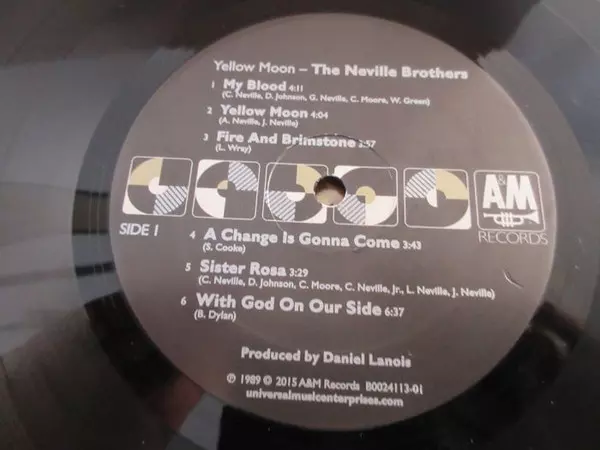 Yellow Moon – The Neville Brothers
1 My Blood 4:11
(C. Neville, D. Johnson, G. Neville, C. Moore, W. Green)
2 Yellow Moon 4:04
(A. Neville, J. Neville)
3 Fire And Brimstone 3:57
(L. Wray)
A&M
SIDE 1
RECORDS
4 A Change Is Gonna Come 3:43
(S. Cooke)
5 Sister Rosa 3:29
(C. Neville, D. Johnson, C. Moore, C. Neville, Jr., L. Neville, J. Neville)
6 With God On Our Side 6:37
(B. Dylan)
Produced by Daniel Lanois
℗ 1989 © 2015 A&M Records B0024113-01
universalmusicenterprises.com